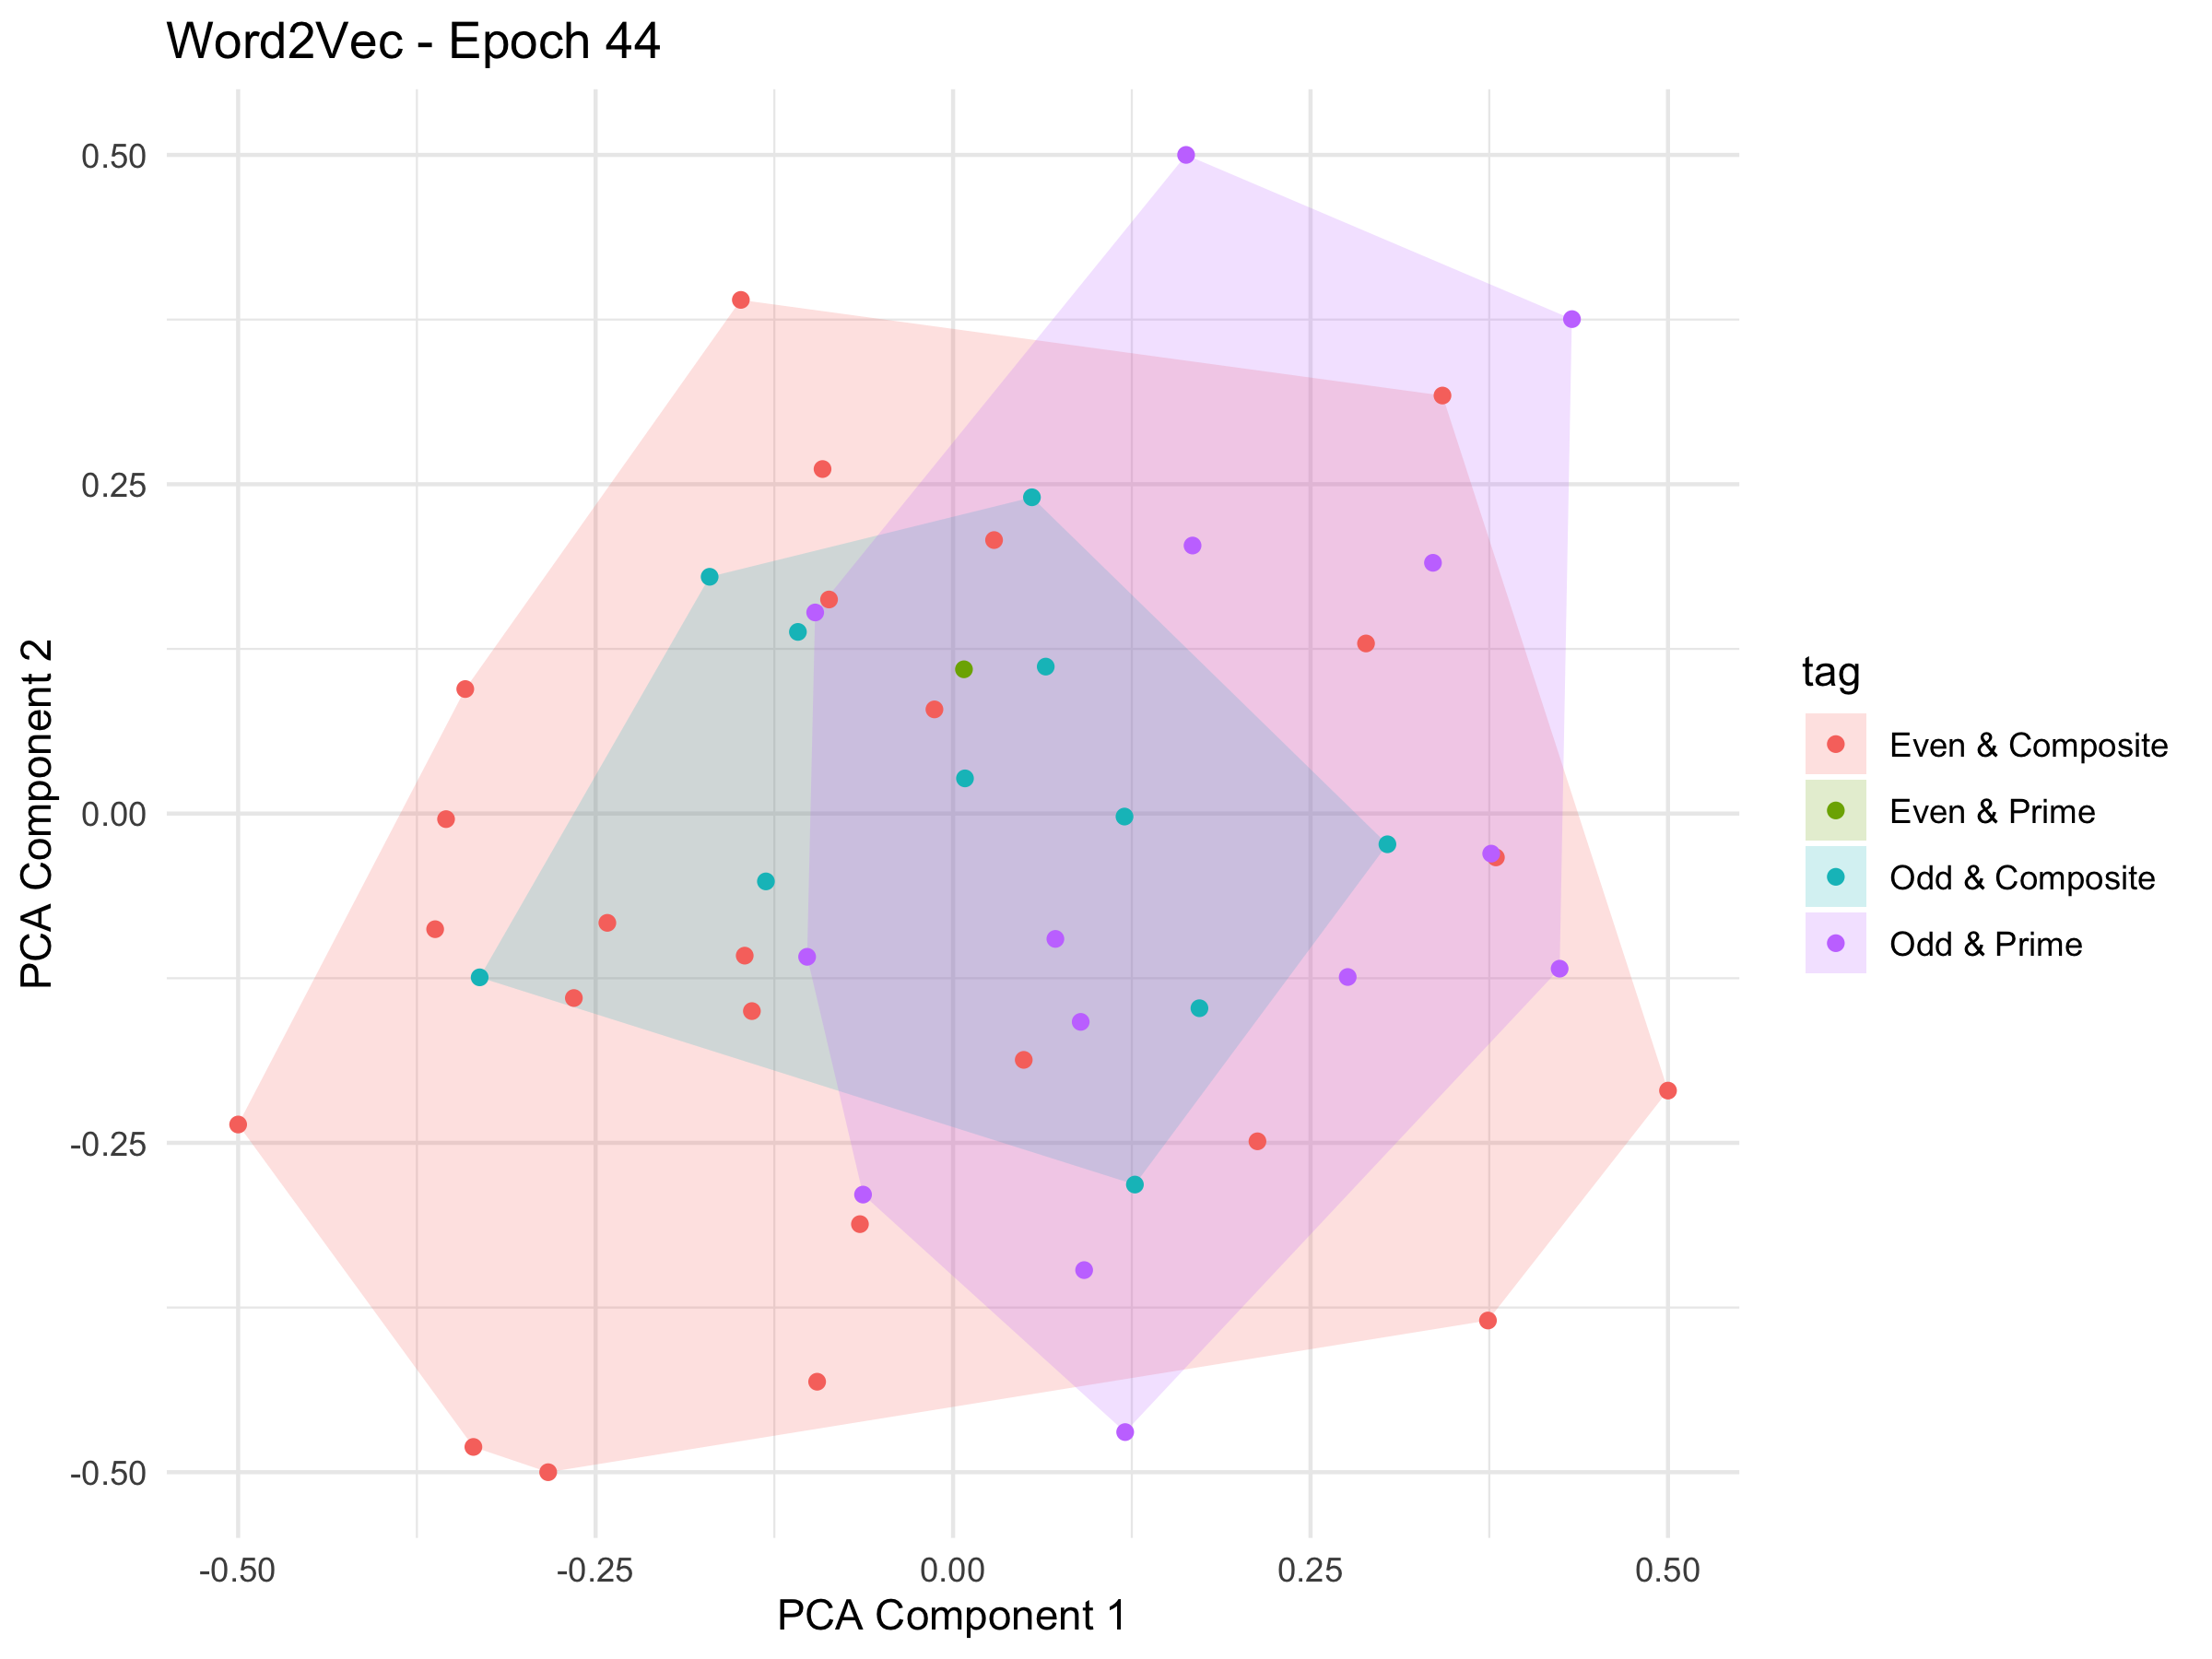 Word2Vec - Epoch 44
0.50
0.25
0.00
-0.25
-0.50
PCA Component 2
-0.50
-0.25
0.00
0.25
0.50
PCA Component 1
tag
Even & Composite
Even & Prime
Odd & Composite
Odd & Prime